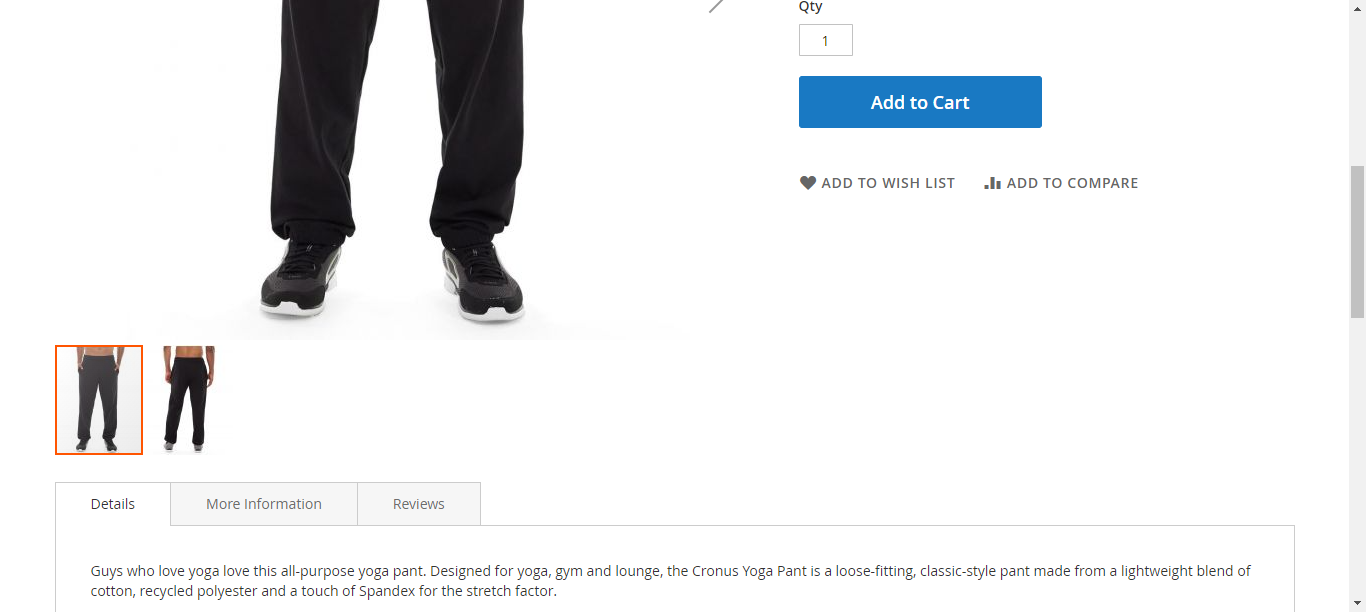 Qty
1
Add to Cart
ADD TO WISH LIST
ADD TO COMPARE
Details
More Information
Reviews
Guys who love yoga love this all-purpose yoga pant. Designed for yoga, gym and lounge, the Cronus Yoga Pant is a loose-fitting, classic-style pant made from a lightweight blend of
cotton, recycled polyester and a touch of Spandex for the stretch factor.